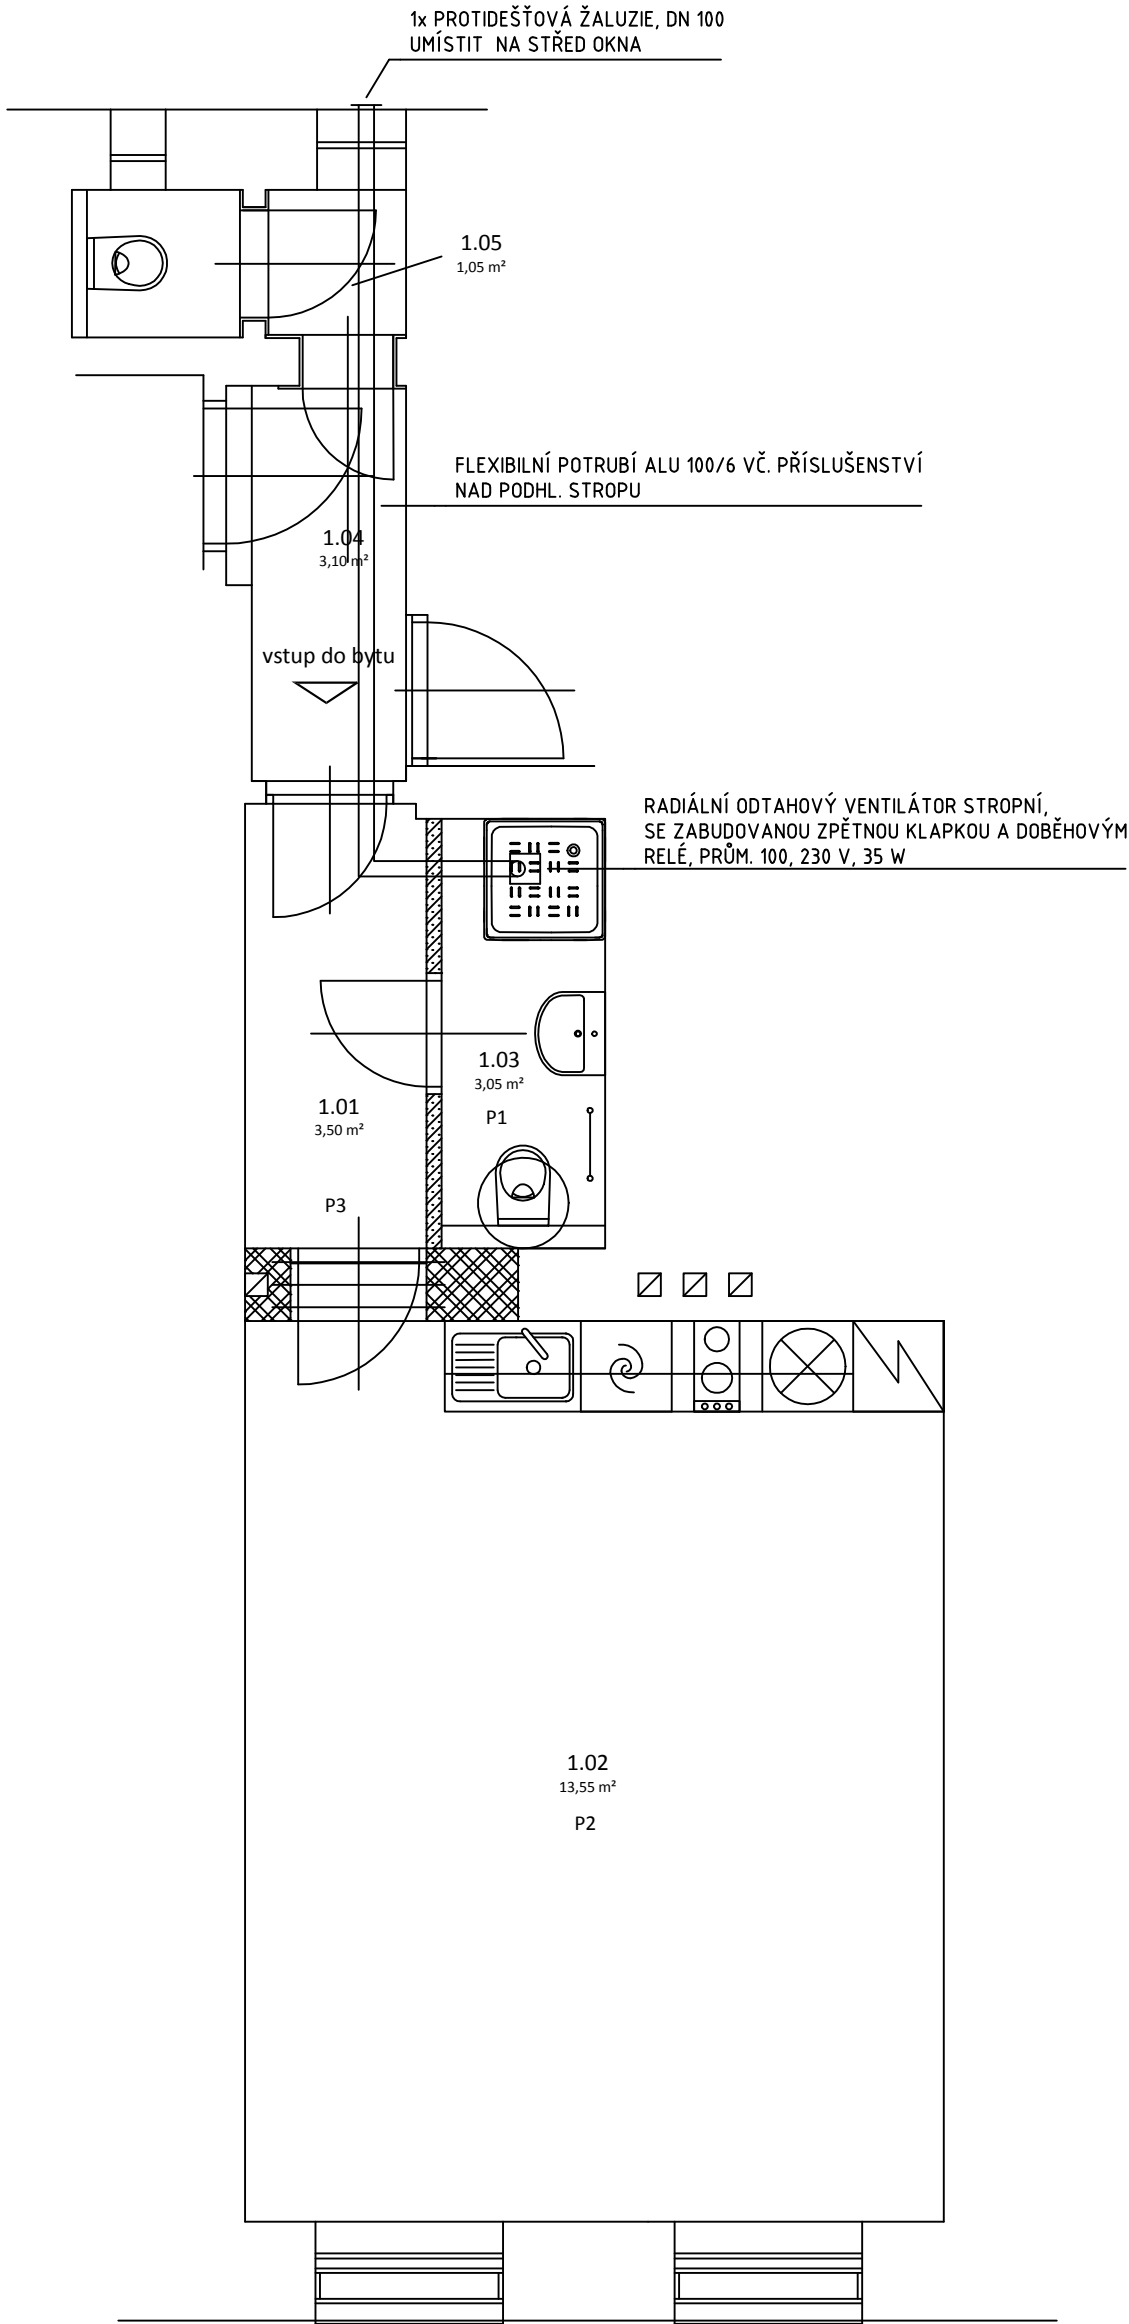 1x PROTIDEŠŤOVÁ ŽALUZIE, DN 100
UMÍSTIT NA STŘED OKNA
1.05
1,05 m²
FLEXIBILNÍ POTRUBÍ ALU 100/6 VČ. PŘÍSLUŠENSTVÍ
NAD PODHL. STROPU
1.04
3,10 m²
vstup do bytu
RADIÁLNÍ ODTAHOVÝ VENTILÁTOR STROPNÍ,
SE ZABUDOVANOU ZPĚTNOU KLAPKOU A DOBĚHOVÝM
RELÉ, PRŮM. 100, 230 V, 35 W
1.03
3,05 m²
P1
1.01
3,50 m²
P3
1.02
13,55 m²
P2